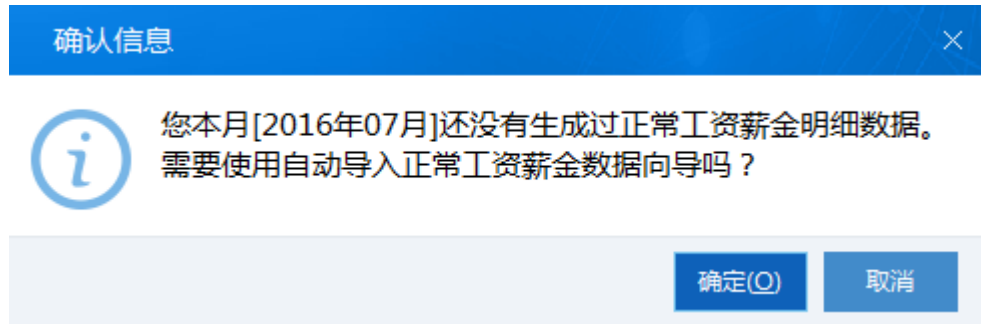 确认信息
您本月[2016年07月]还没有生成过正常工资薪金明细数据。
需要使用自动导入正常工资薪金数据向导吗？
确定(O)
取消